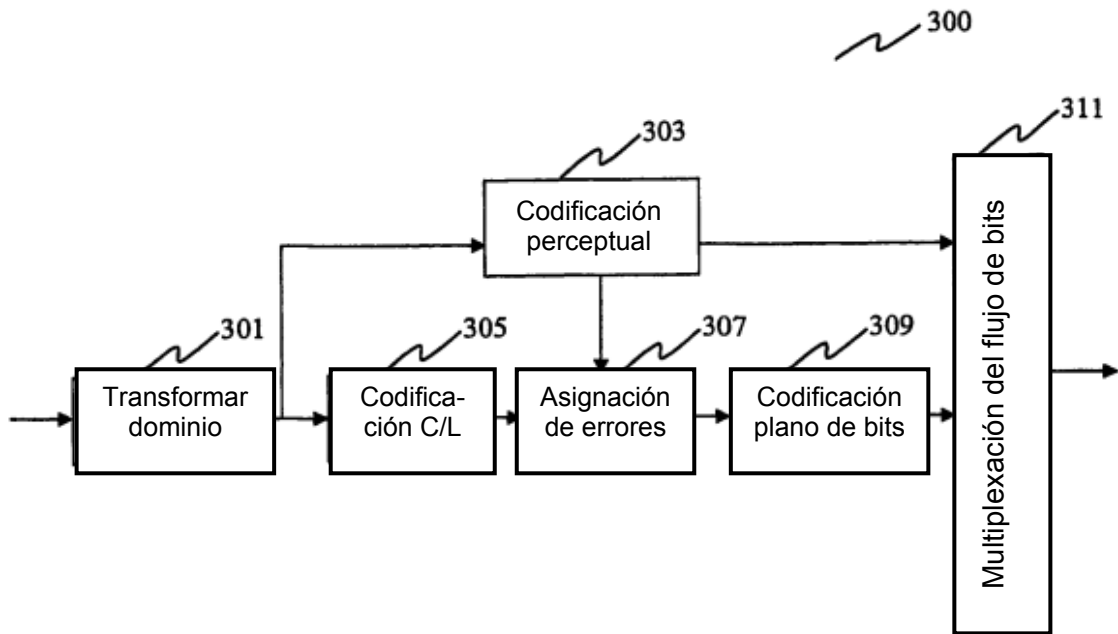 300
311
303
Codificación
perceptual
301
305
307
309
Transformar
dominio
Codifica-
ción C/L
Asignación
de errores
Codificación
plano de bits
Multiplexación del flujo de bits